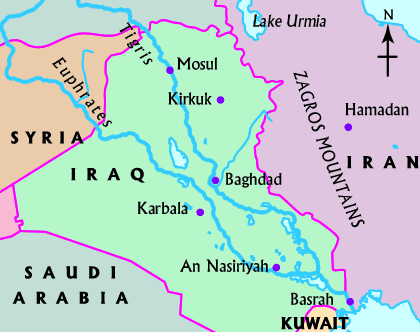 Lake Urmia
N
Tigris
Mosul
Euphrates
Kirkuk
ZAGROS MOUNTAINS
Hamadan
SYRIA
IRAN
IRAQ
Baghdad
Karbala
An Nasiriyah
SAUDI
ARABIA
Basrah
KUWAIT